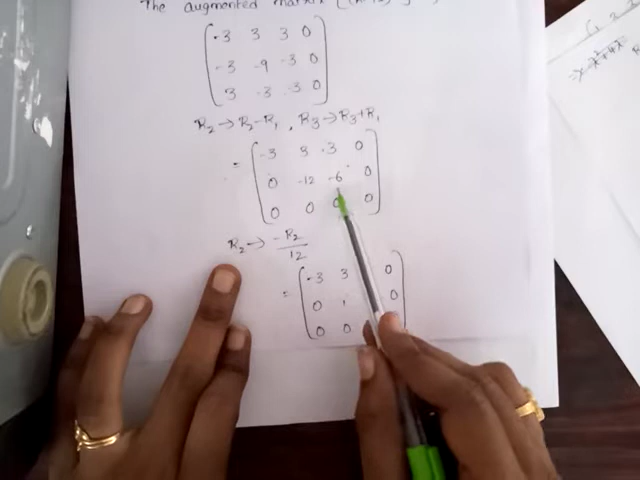 The augmented matrix
-3 3 3 0
-3 -9 -3 0
3 -3 -3 0
R2 → R2-R1 , R3 → R3+R1
= -3 3 3 0
0 -12 -6 0
0 0 0 0
R2 → -R2/12
= -3 3 0
0 1 0
0 0